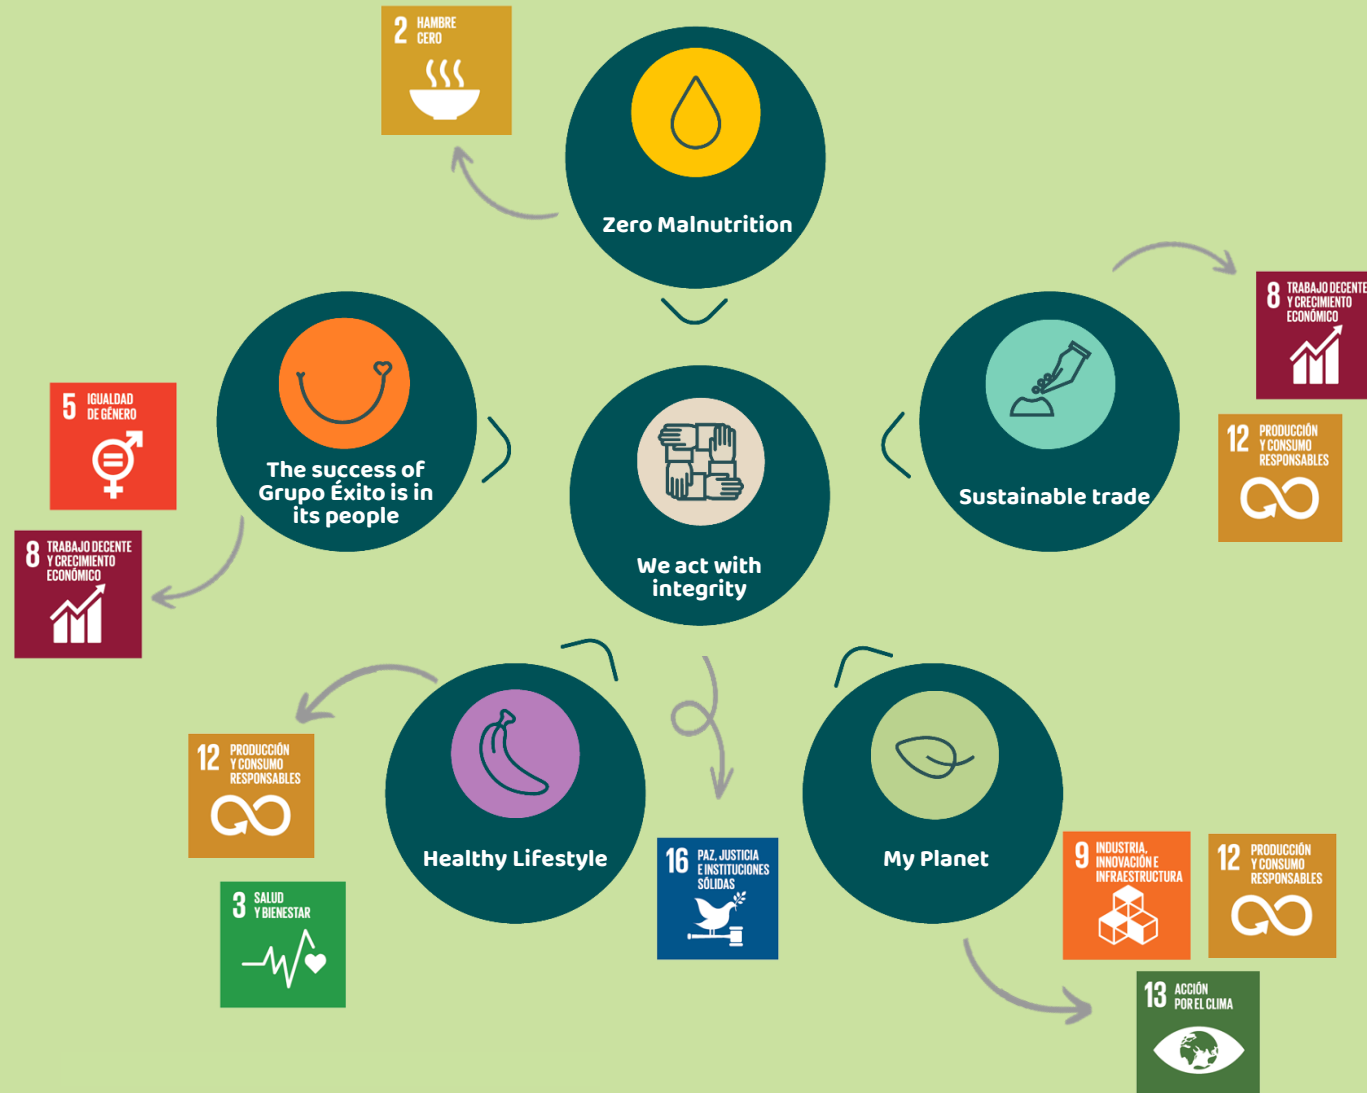 2 HAMBRE
CERO
Zero Malnutrition
8 TRABAJO DECENTE
Y CRECIMIENTO
ECONÓMICO
5 IGUALDAD
DE GÉNERO
12 PRODUCCIÓN
Y CONSUMO
RESPONSABLES
The success of
Grupo Éxito is in
its people
Sustainable trade
8 TRABAJO DECENTE
Y CRECIMIENTO
ECONÓMICO
We act with
integrity
12 PRODUCCIÓN
Y CONSUMO
RESPONSABLES
Healthy Lifestyle
16 PAZ, JUSTICIA
E INSTITUCIONES
SÓLIDAS
My Planet
9 INDUSTRIA,
INNOVACIÓN E
INFRAESTRUCTURA
12 PRODUCCIÓN
Y CONSUMO
RESPONSABLES
3 SALUD
Y BIENESTAR
13 ACCIÓN
POR EL CLIMA